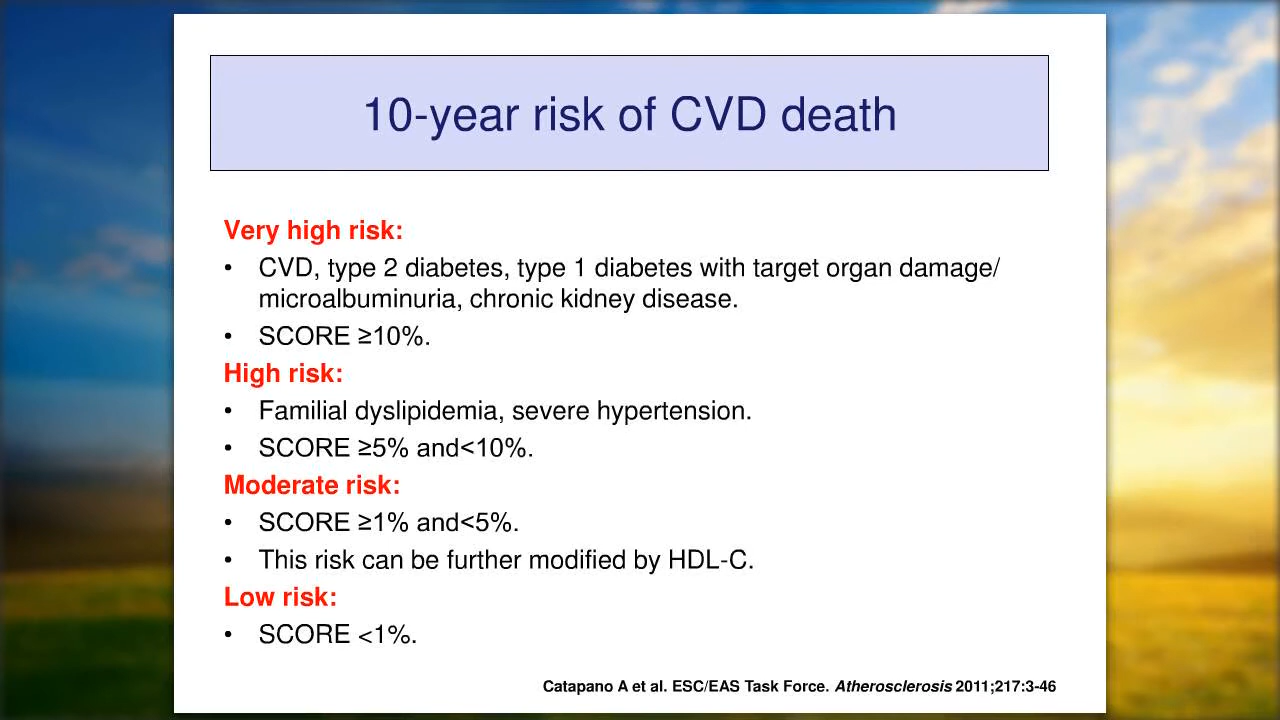 10-year risk of CVD death
Very high risk:
• CVD, type 2 diabetes, type 1 diabetes with target organ damage/
microalbuminuria, chronic kidney disease.
• SCORE ≥10%.
High risk:
• Familial dyslipidemia, severe hypertension.
• SCORE ≥5% and<10%.
Moderate risk:
• SCORE ≥1% and<5%.
• This risk can be further modified by HDL-C.
Low risk:
• SCORE <1%.
Catapano A et al. ESC/EAS Task Force. Atherosclerosis 2011;217:3-46